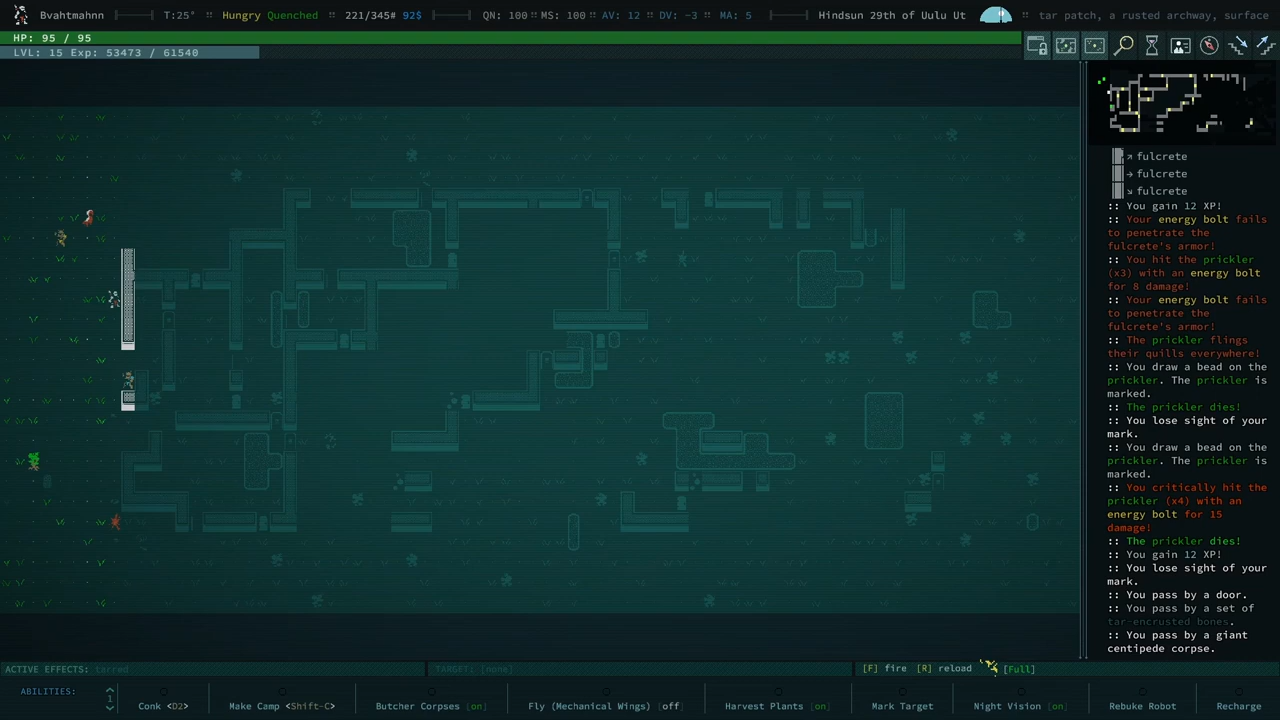 Bvahtmahnn T:25° :: Hungry Quenched :: 221/345# 92$ QN: 100 :: MS: 100 :: AV: 12 :: DV: -3 :: MA: 5 Hindsun 29th of Uulu Ut :: tar patch, a rusted archway, surface
HP: 95 / 95
LVL: 15 Exp: 53473 / 61540
fulcrete
→ fulcrete
↘ fulcrete
:: You gain 12 XP!
:: Your energy bolt fails
to penetrate the
fulcrete's armor!
:: You hit the prickler
(x3) with an energy bolt
for 8 damage!
:: Your energy bolt fails
to penetrate the
fulcrete's armor!
:: The prickler flings
their quills everywhere!
:: You draw a bead on the
prickler. The prickler is
marked.
:: The prickler dies!
:: You lose sight of your
mark.
:: You draw a bead on the
prickler. The prickler is
marked.
:: You critically hit the
prickler (x4) with an
energy bolt for 15
damage!
:: The prickler dies!
:: You gain 12 XP!
:: You lose sight of your
mark.
:: You pass by a door.
:: You pass by a set of
tar-encrusted bones.
:: You pass by a giant
centipede corpse.
ACTIVE EFFECTS: tarred TARGET: [none] [F] fire [R] reload [Full]
ABILITIES: 1 Conk <D2> Make Camp <Shift-C> Butcher Corpses [on] Fly (Mechanical Wings) [off] Harvest Plants [on] Mark Target Night Vision [on] Rebuke Robot Recharge